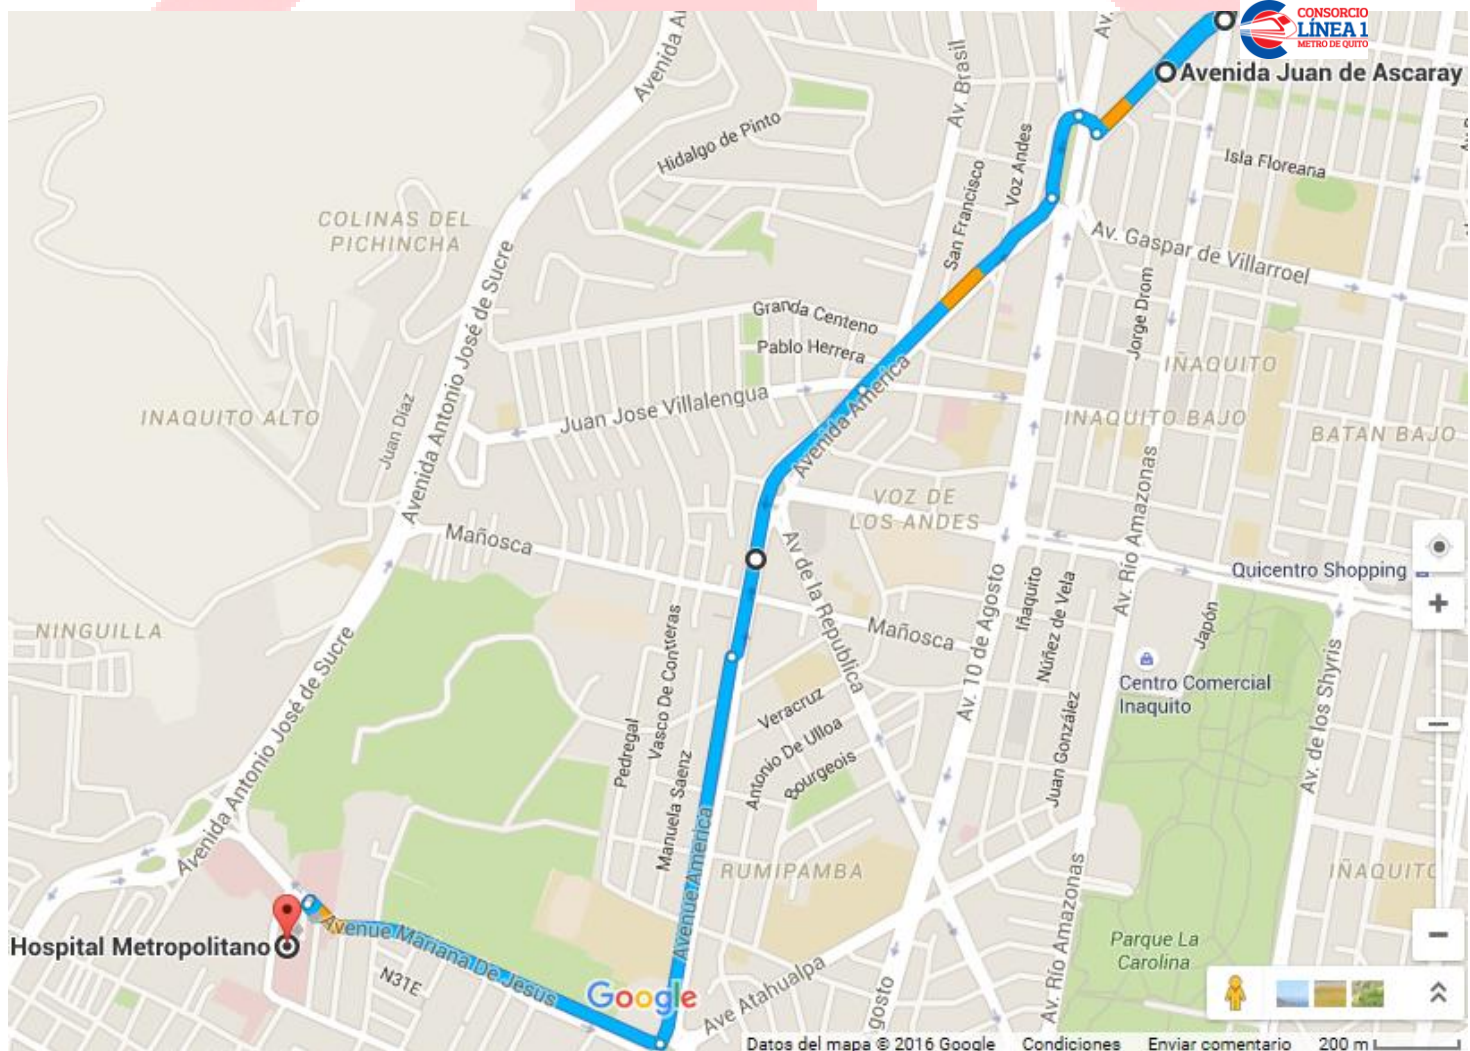 CONSORCIO
LÍNEA 1
METRO DE QUITO
Avenida Juan de Ascaray
Avenida A
Av. Brasil
Av.
Hidalgo de Pinto
Voz Andes
San Francisco
Isla Floreana
COLINAS DEL
PICHINCHA
Av. Gaspar de Villarroel
Avenida Antonio José de Sucre
Granda Centeno
Pablo Herrera
Jorge Drom
IÑAQUITO
Avenida America
Juan Jose Villalengua
INAQUITO ALTO
Juan Díaz
INAQUITO BAJO
BATAN BAJO
VOZ DE
LOS ANDES
Av. Río Amazonas
Mañosca
Av de la Republica
Av. 10 de Agosto
Iñaquito
Núñez de Vela
Quicentro Shopping
Japón
NINGUILLA
Vasco De Contreras
Mañosca
Centro Comercial
Inaquito
Avenida Antonio José de Sucre
Pedregal
Manuela Saenz
Veracruz
Antonio De Ulloa
Bourgeois
Juan González
Av. de los Shyris
Avenue America
RUMIPAMBA
IÑAQUITO
Hospital Metropolitano
Avenue Mariana De Jesus
N31E
Ave Atahualpa
gosto
Av. Río Amazonas
Parque La
Carolina
Google
Datos del mapa © 2016 Google Condiciones Enviar comentario 200 m